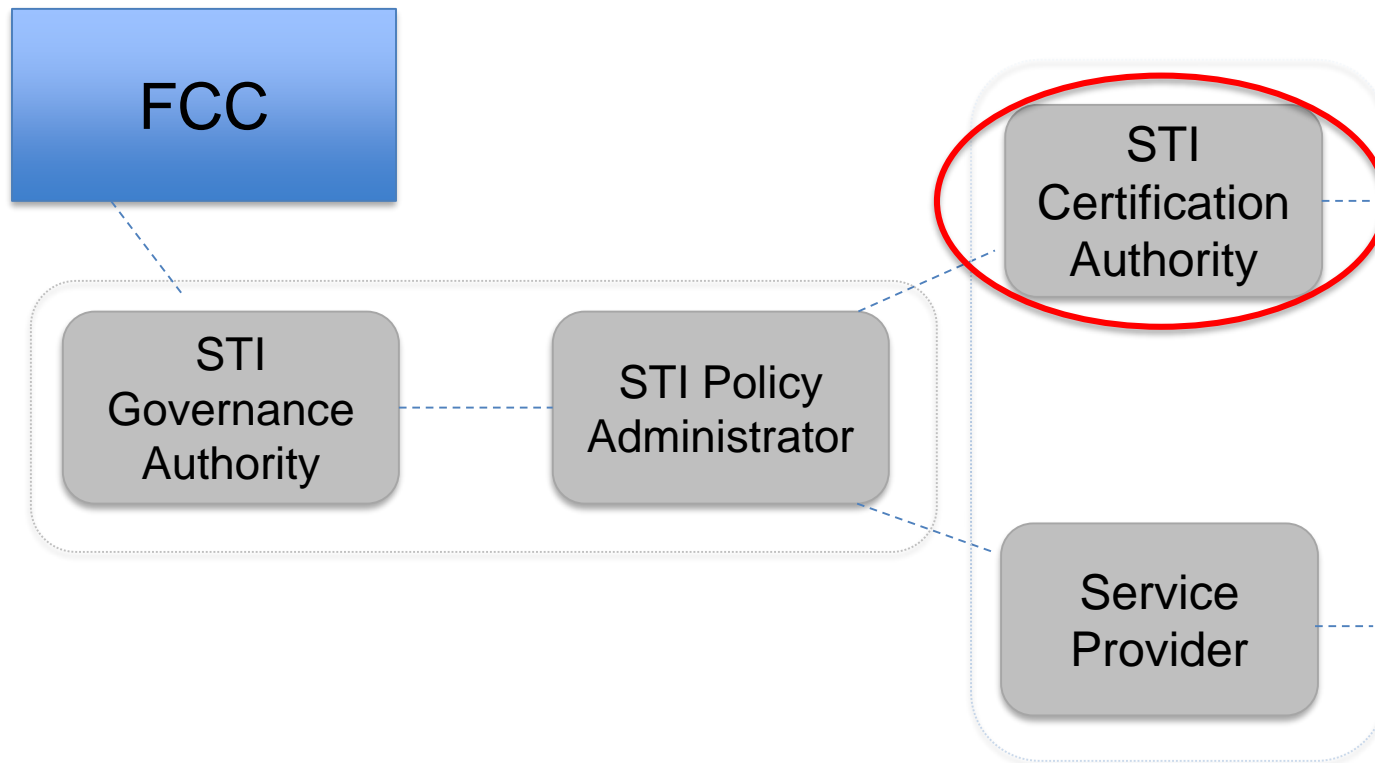 FCC
STI
Certification
Authority
STI
Governance
Authority
STI Policy
Administrator
Service
Provider